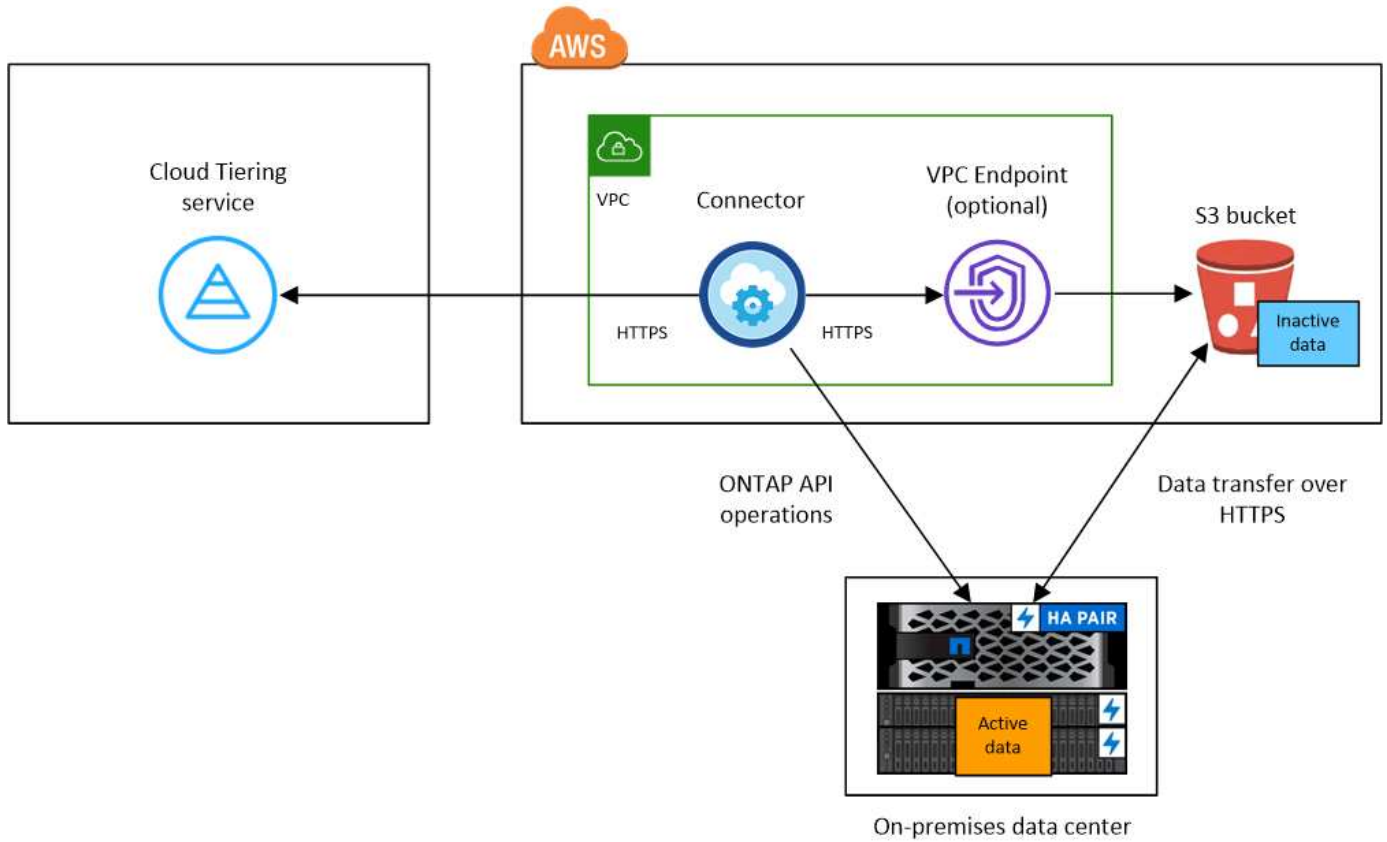 AWS
Cloud Tiering
service
VPC
Connector
VPC Endpoint
(optional)
S3 bucket
Inactive
data
HTTPS
HTTPS
ONTAP API
operations
Data transfer over
HTTPS
HA PAIR
Active
data
On-premises data center